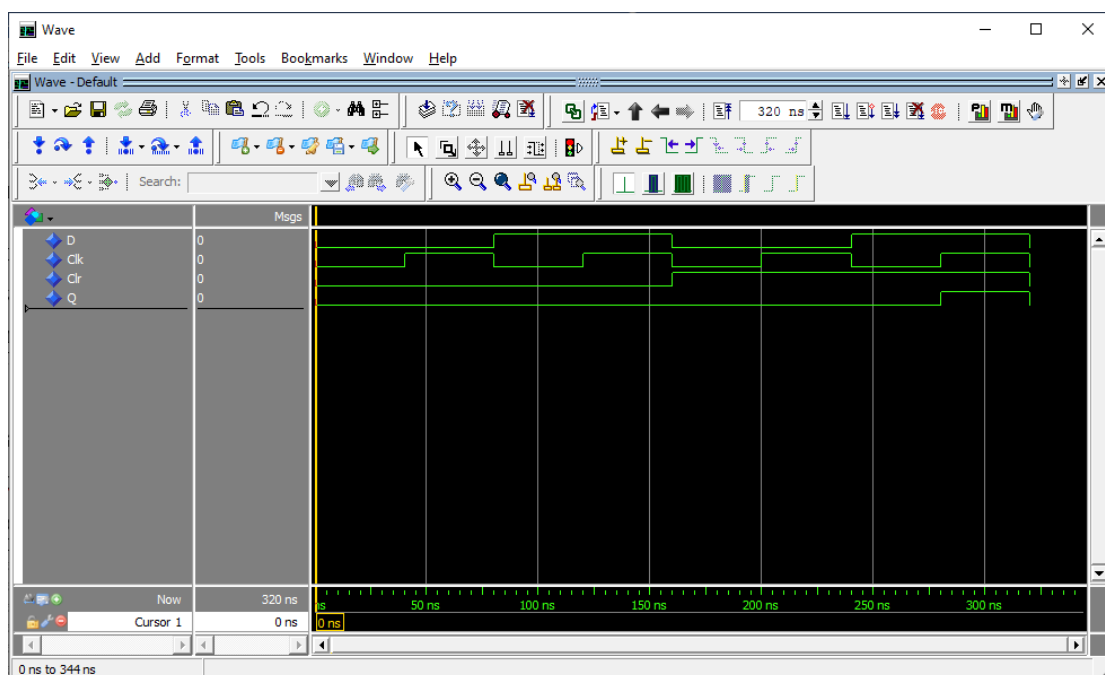 Wave
File Edit View Add Format Tools Bookmarks Window Help
Wave - Default
320 ns
Search:
Msgs
D 0
Clk 0
Clr 0
Q 0
Now 320 ns
ns 50 ns 100 ns 150 ns 200 ns 250 ns 300 ns
Cursor 1 0 ns 0 ns
0 ns to 344 ns